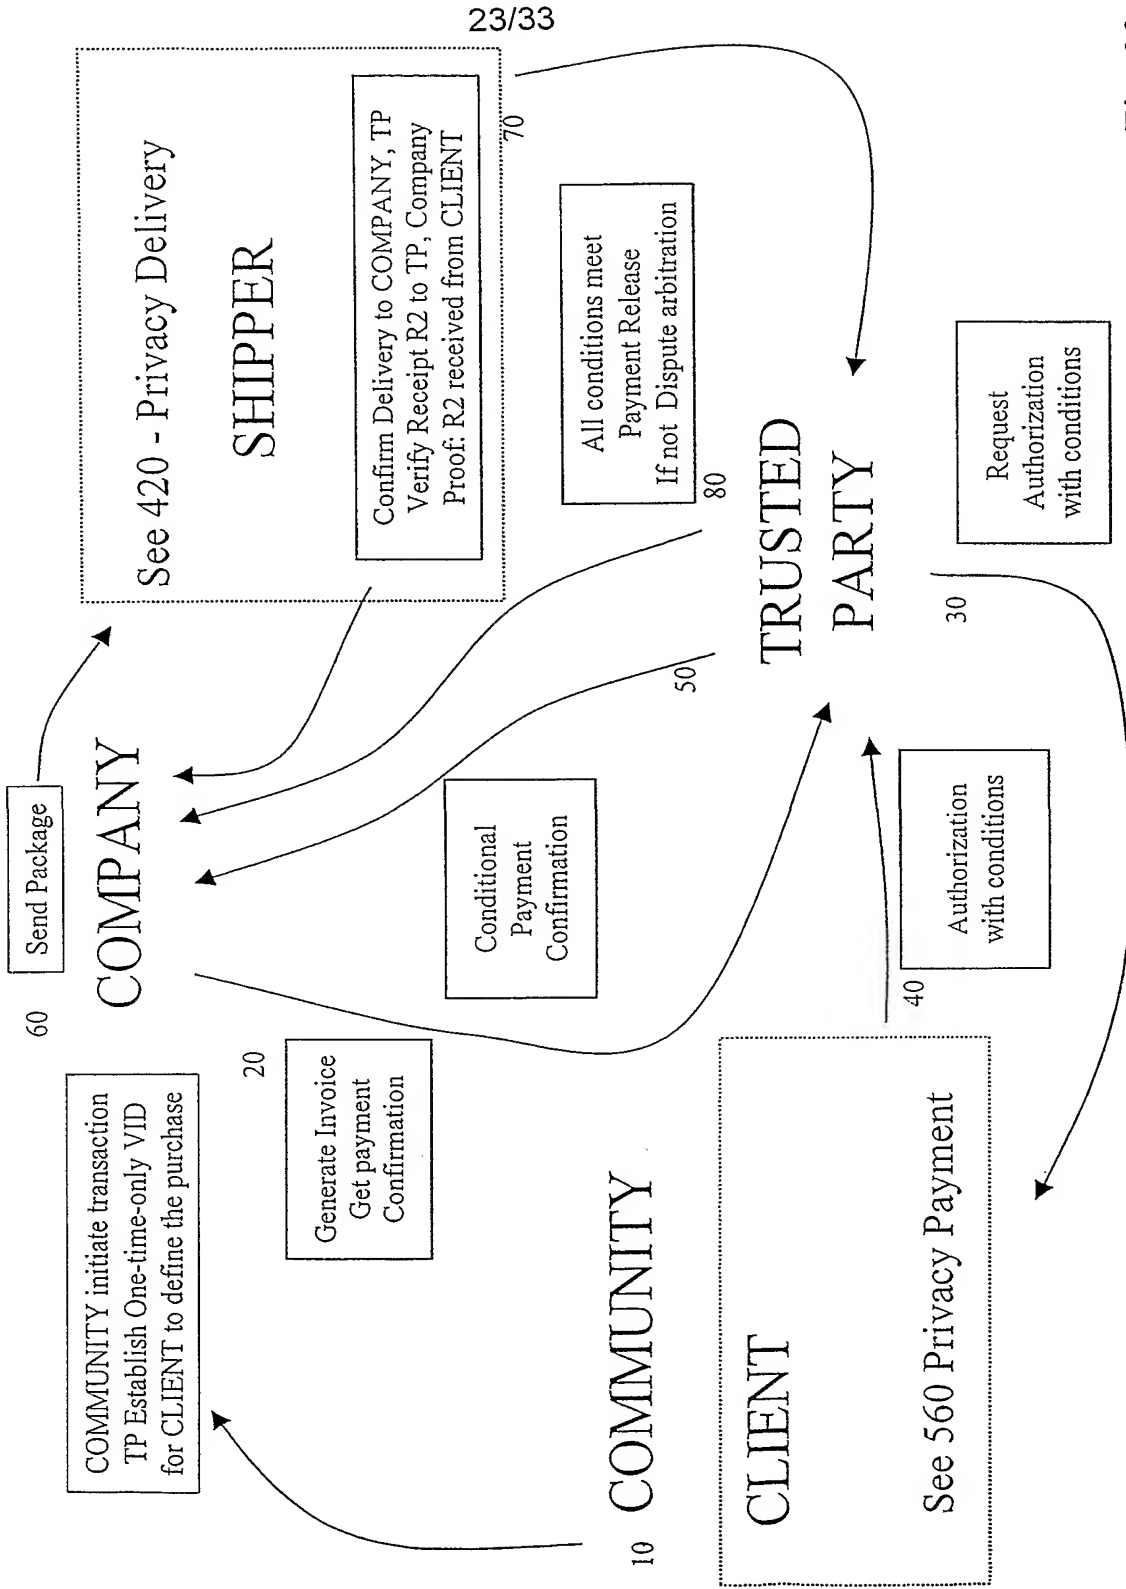 23/33
COMMUNITY initiate transaction
TP Establish One-time-only VID
for CLIENT to define the purchase
60
Send Package
COMPANY
See 420 - Privacy Delivery
SHIPPER
Confirm Delivery to COMPANY, TP
Verify Receipt R2 to TP, Company
Proof: R2 received from CLIENT
70
20
Generate Invoice
Get payment
Confirmation
Conditional
Payment
Confirmation
All conditions meet
Payment Release
If not Dispute arbitration
80
50
10
COMMUNITY
TRUSTED
PARTY
CLIENT
See 560 Privacy Payment
40
Authorization
with conditions
30
Request
Authorization
with conditions